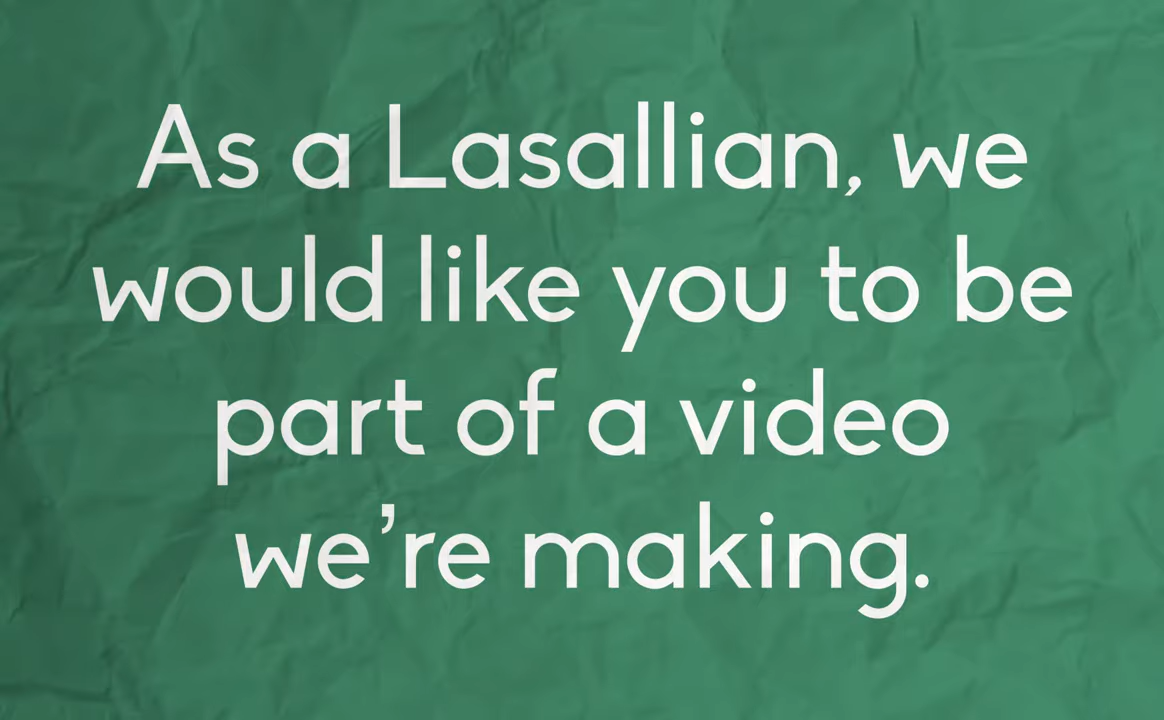 As a Lasallian, we
would like you to be
part of a video
we’re making.